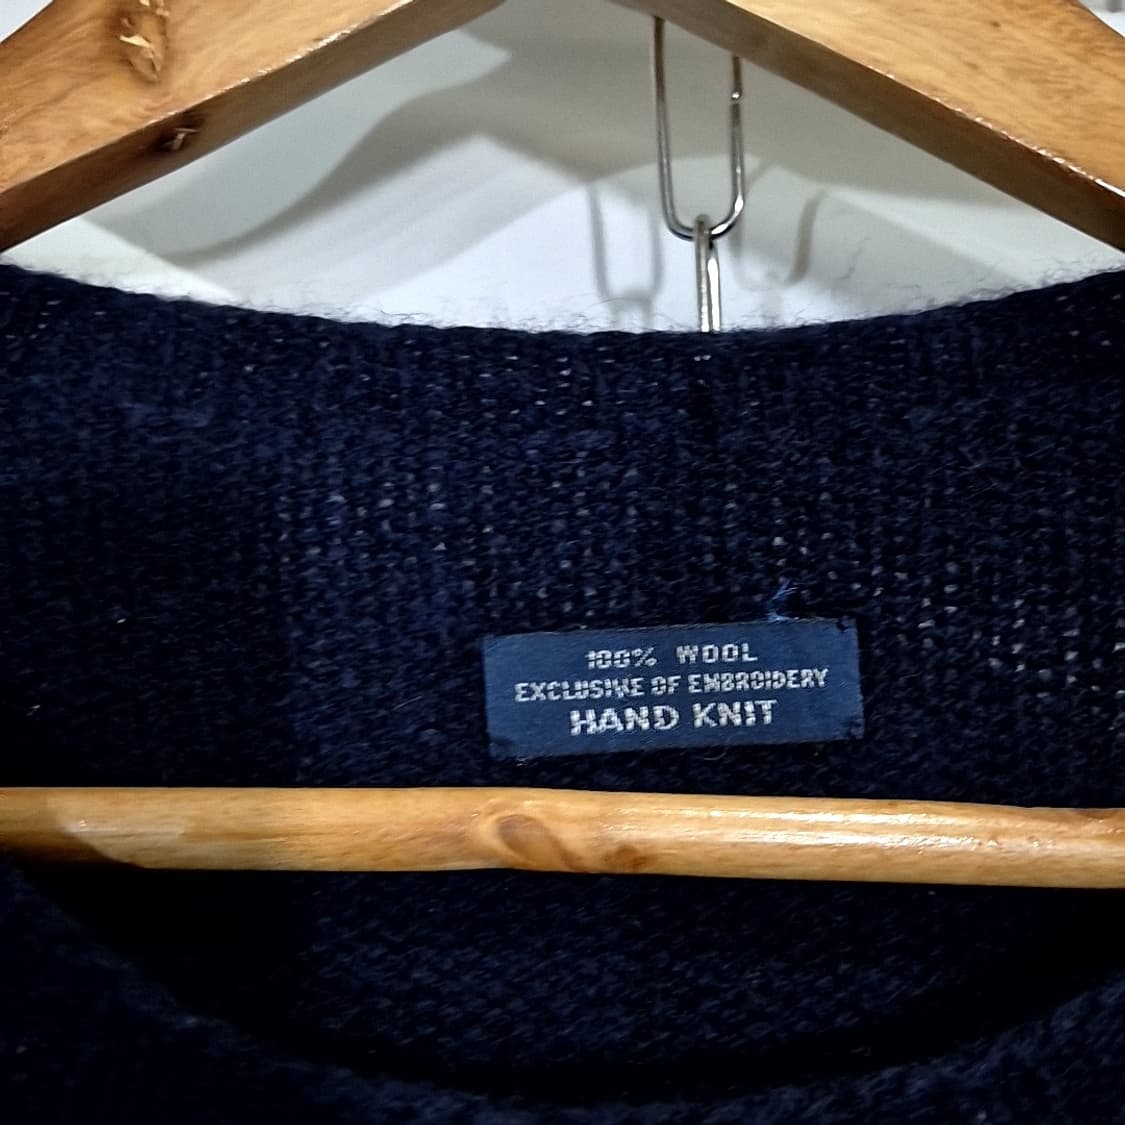 100% WOOL
EXCLUSIVE OF EMBROIDERY
HAND KNIT